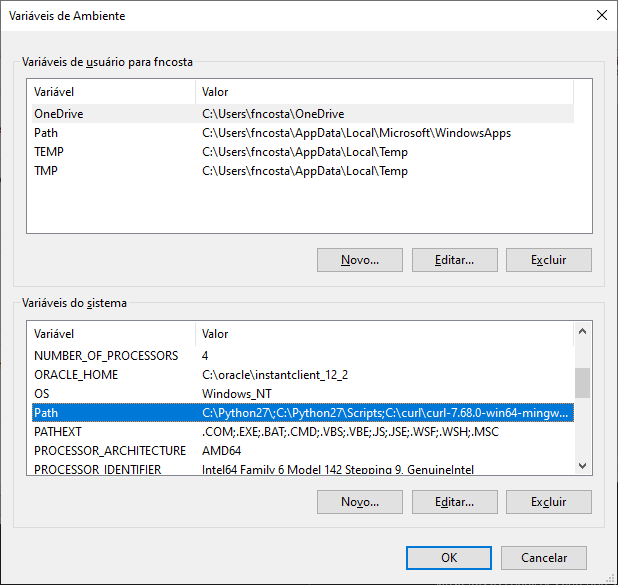 Variáveis de Ambiente
Variáveis de usuário para fncosta
Variável Valor
OneDrive C:\Users\fncosta\OneDrive
Path C:\Users\fncosta\AppData\Local\Microsoft\WindowsApps
TEMP C:\Users\fncosta\AppData\Local\Temp
TMP C:\Users\fncosta\AppData\Local\Temp
Novo... Editar... Excluir
Variáveis do sistema
Variável Valor
NUMBER_OF_PROCESSORS 4
ORACLE_HOME C:\oracle\instantclient_12_2
OS Windows_NT
Path C:\Python27\;C:\Python27\Scripts;C:\curl\curl-7.68.0-win64-mingw...
PATHEXT .COM;.EXE;.BAT;.CMD;.VBS;.VBE;.JS;.JSE;.WSF;.WSH;.MSC
PROCESSOR_ARCHITECTURE AMD64
PROCESSOR_IDENTIFIER Intel64 Family 6 Model 142 Stepping 9, GenuineIntel
Novo... Editar... Excluir
OK Cancelar